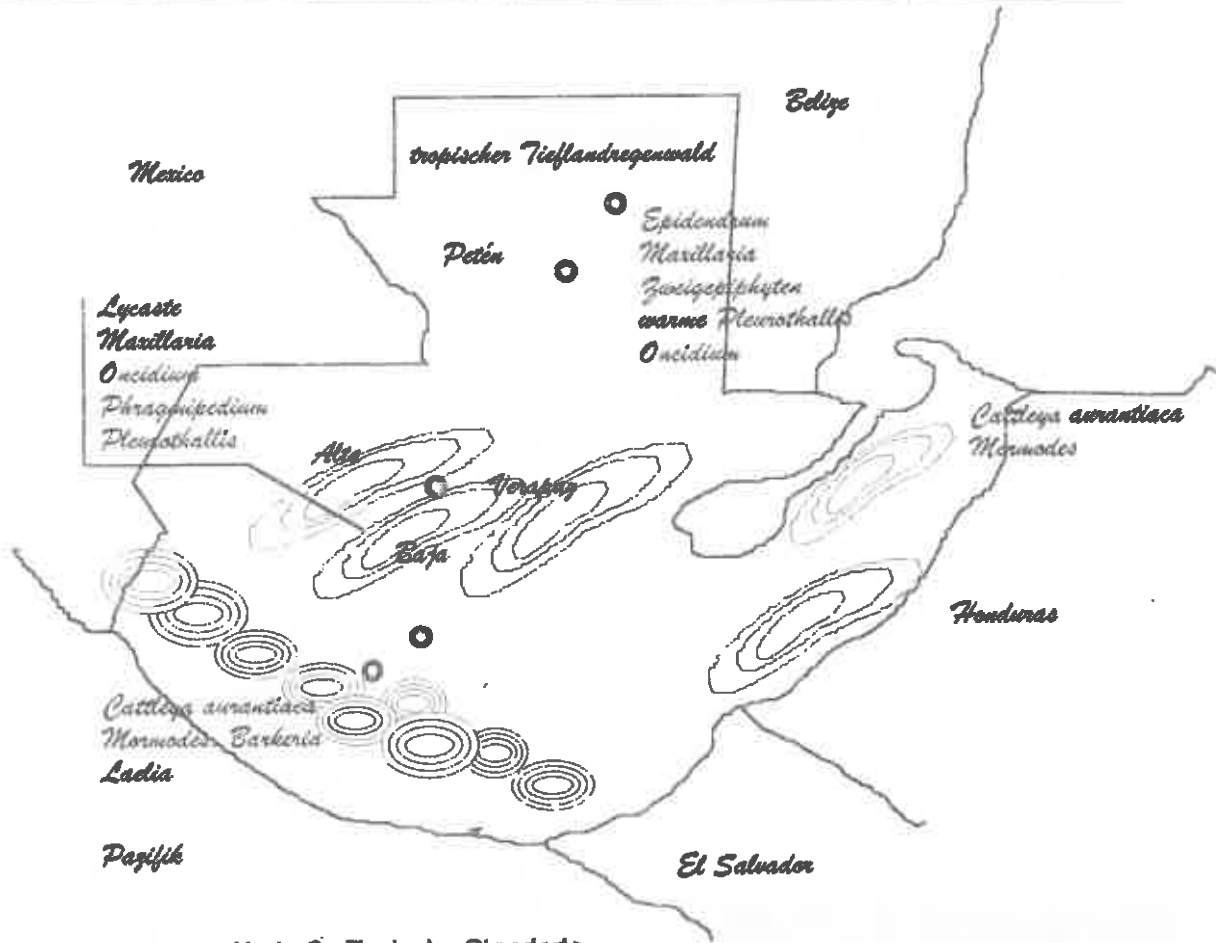 Belize
Mexico
tropischer Tieflandregenwald
Petén
Epidendrum
Maxillaria
Zweigepiphyten
warme Pleurothallis
Oncidium
Lycaste
Maxillaria
Oncidium
Phragmipedium
Pleurothallis
Cattleya aurantiaca
Mormodes
Alta
Verapaz
Baja
Honduras
Cattleya aurantiaca
Mormodes, Barkeria
Laelia
Pazifik
El Salvador